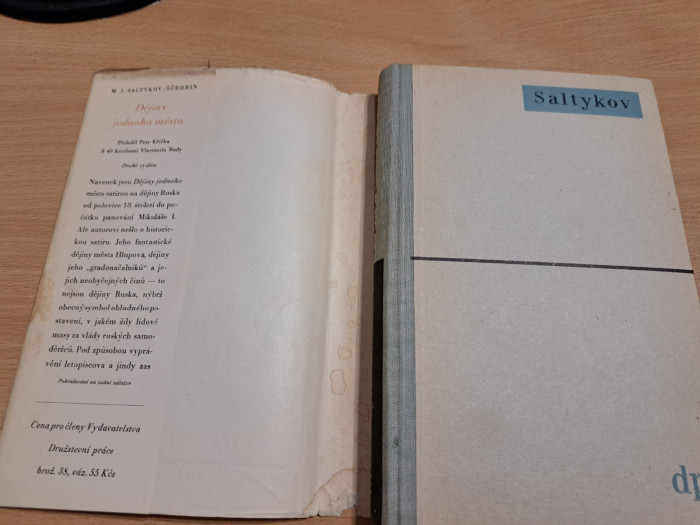 M. J. SALTYKOV-ŠČEDRIN
Dějiny
jednoho města
Přeložil Petr Křička
S 40 kresbami Vlastimila Rady
Druhé vydání
Navenek jsou Dějiny jednoho
města satirou na dějiny Ruska
od polovice 18. století do po-
čátku panování Mikuláše I.
Ale autorovi nešlo o historic-
kou satiru. Jeho fantastické
dějiny města Hlupova, dějiny
jeho „gradonačalníků“ a je-
jich neobyčejných činů — to
nejsou dějiny Ruska, nýbrž
obecný symbol obludného po-
stavení, v jakém žily lidové
masy za vlády ruských samo-
děržců. Pod způsobou vyprá-
vění letopiscova a jindy zas
Pokračování na zadní záložce
Cena pro členy Vydavatelstva
Družstevní práce
brož. 38, váz. 55 Kčs
Saltykov
dp